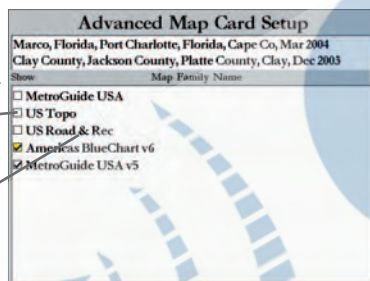 Advanced Map Card Setup
Marco, Florida, Port Charlotte, Florida, Cape Co, Mar 2004
Clay County, Jackson County, Platte County, Clay, Dec 2003
Show Map Family Name
MetroGuide USA
US Topo
US Road & Rec
Americas BlueChart v6
MetroGuide USA v5